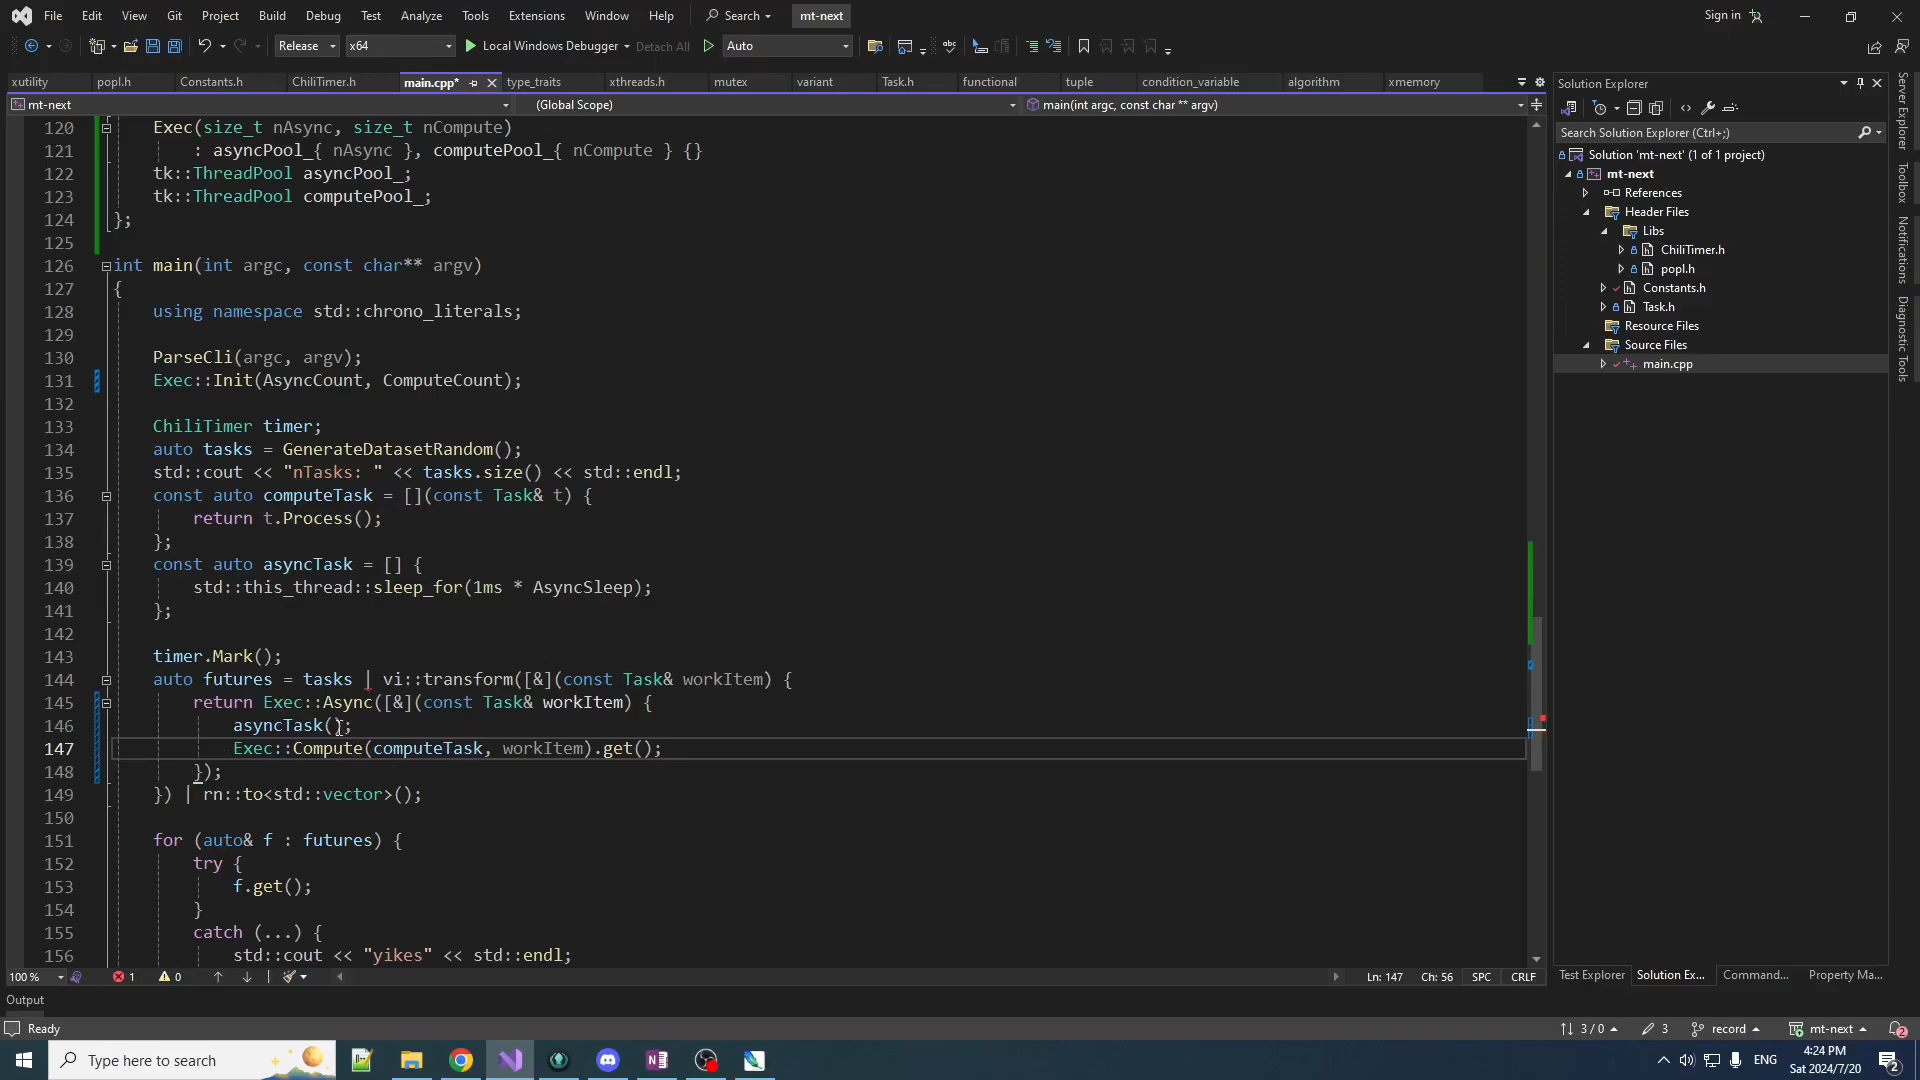 File Edit View Git Project Build Debug Test Analyze Tools Extensions Window Help Search mt-next Sign in
Release x64 Local Windows Debugger Detach All Auto
xutility popl.h Constants.h ChiliTimer.h main.cpp* type_traits xthreads.h mutex variant Task.h functional tuple condition_variable algorithm xmemory
mt-next (Global Scope) main(int argc, const char ** argv)
120 Exec(size_t nAsync, size_t nCompute)
121 : asyncPool_{ nAsync }, computePool_{ nCompute } {}
122 tk::ThreadPool asyncPool_;
123 tk::ThreadPool computePool_;
124 };
125
126 int main(int argc, const char** argv)
127 {
128 using namespace std::chrono_literals;
129
130 ParseCli(argc, argv);
131 Exec::Init(AsyncCount, ComputeCount);
132
133 ChiliTimer timer;
134 auto tasks = GenerateDatasetRandom();
135 std::cout << "nTasks: " << tasks.size() << std::endl;
136 const auto computeTask = [](const Task& t) {
137 return t.Process();
138 };
139 const auto asyncTask = [] {
140 std::this_thread::sleep_for(1ms * AsyncSleep);
141 };
142
143 timer.Mark();
144 auto futures = tasks | vi::transform([&](const Task& workItem) {
145 return Exec::Async([&](const Task& workItem) {
146 asyncTask();
147 Exec::Compute(computeTask, workItem).get();
148 });
149 }) | rn::to<std::vector>();
150
151 for (auto& f : futures) {
152 try {
153 f.get();
154 }
155 catch (...) {
156 std::cout << "yikes" << std::endl;
100 % 1 0 Ln: 147 Ch: 56 SPC CRLF
Output
Ready 3 / 0 3 record mt-next 2
Solution Explorer
Search Solution Explorer (Ctrl+;)
Solution 'mt-next' (1 of 1 project)
mt-next
References
Header Files
Libs
ChiliTimer.h
popl.h
Constants.h
Task.h
Resource Files
Source Files
main.cpp
Test Explorer Solution Ex... Command... Property Ma...
Server Explorer
Toolbox
Notifications
Diagnostic Tools
Type here to search
ENG
4:24 PM
Sat 2024/7/20
2